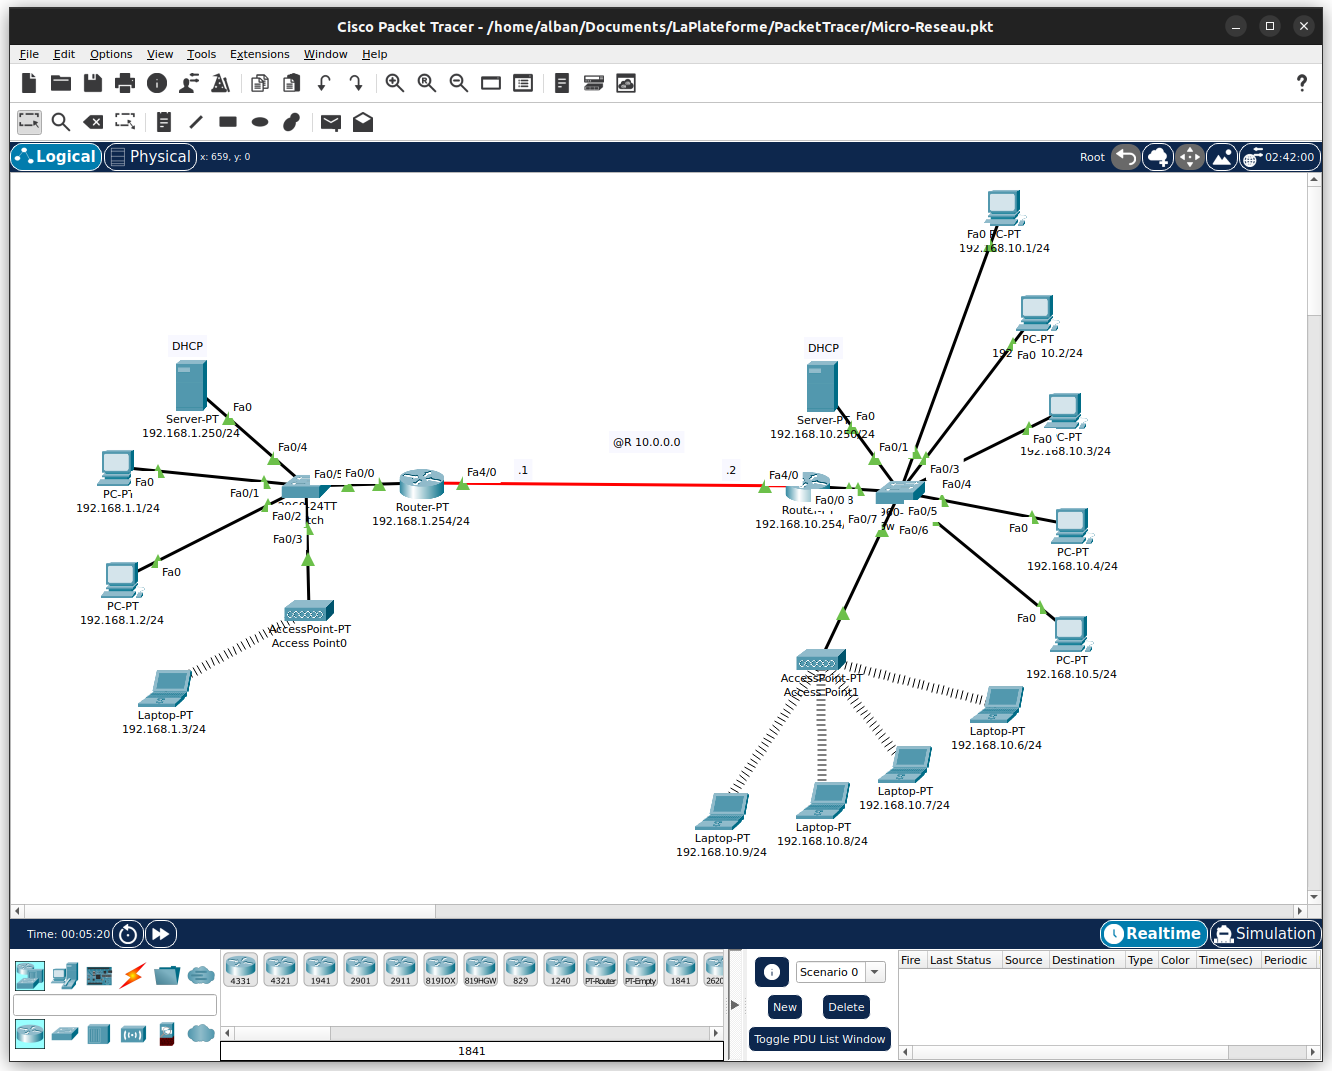 Cisco Packet Tracer - /home/alban/Documents/LaPlateforme/PacketTracer/Micro-Reseau.pkt
File Edit Options View Tools Extensions Window Help
Logical
Physical
x: 659, y: 0
Root
02:42:00
Fa0
PC-PT
192.168.10.1/24
PC-PT
Fa0
10.2/24
Fa0
C-PT
192.168.10.3/24
DHCP
Server-PT
192.168.1.250/24
Fa0
Fa0/4
DHCP
Server-PT
192.168.10.250/24
Fa0
Fa0/1
@R 10.0.0.0
.1
.2
Fa0
PC-PT
192.168.1.1/24
Fa0/1
Fa0/5
Fa0/0
Fa4/0
Router-PT
192.168.1.254/24
24TT
tch
Fa0/2
Fa0/3
Fa4/0
Fa0/0
192.168.10.254/
Fa0/7
Fa0/3
Fa0/4
Fa0/5
Fa0/6
Fa0
PC-PT
192.168.10.4/24
Fa0
PC-PT
192.168.1.2/24
AccessPoint-PT
Access Point0
Fa0
PC-PT
192.168.10.5/24
Laptop-PT
192.168.1.3/24
AccessPoint-PT
Access Point1
Laptop-PT
192.168.10.6/24
Laptop-PT
192.168.10.7/24
Laptop-PT
192.168.10.8/24
Laptop-PT
192.168.10.9/24
Time: 00:05:20
Realtime
Simulation
4331 4321 1941 2901 2911 819IOX 819HGW 829 1240 PT-Router PT-Empty 1841 2620
1841
Scenario 0
New
Delete
Toggle PDU List Window
Fire Last Status Source Destination Type Color Time(sec) Periodic